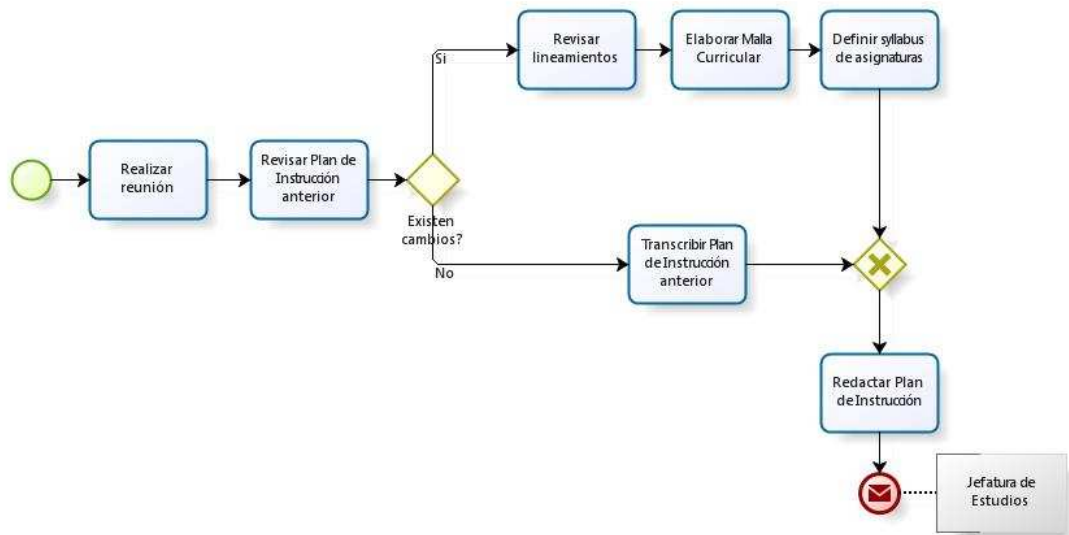 Realizar
reunión
Revisar Plan de
Instrucción
anterior
Existen
cambios?
Si
Revisar
lineamientos
Elaborar Malla
Curricular
Definir syllabus
de asignaturas
No
Transcribir Plan
de Instrucción
anterior
Redactar Plan
de Instrucción
Jefatura de
Estudios